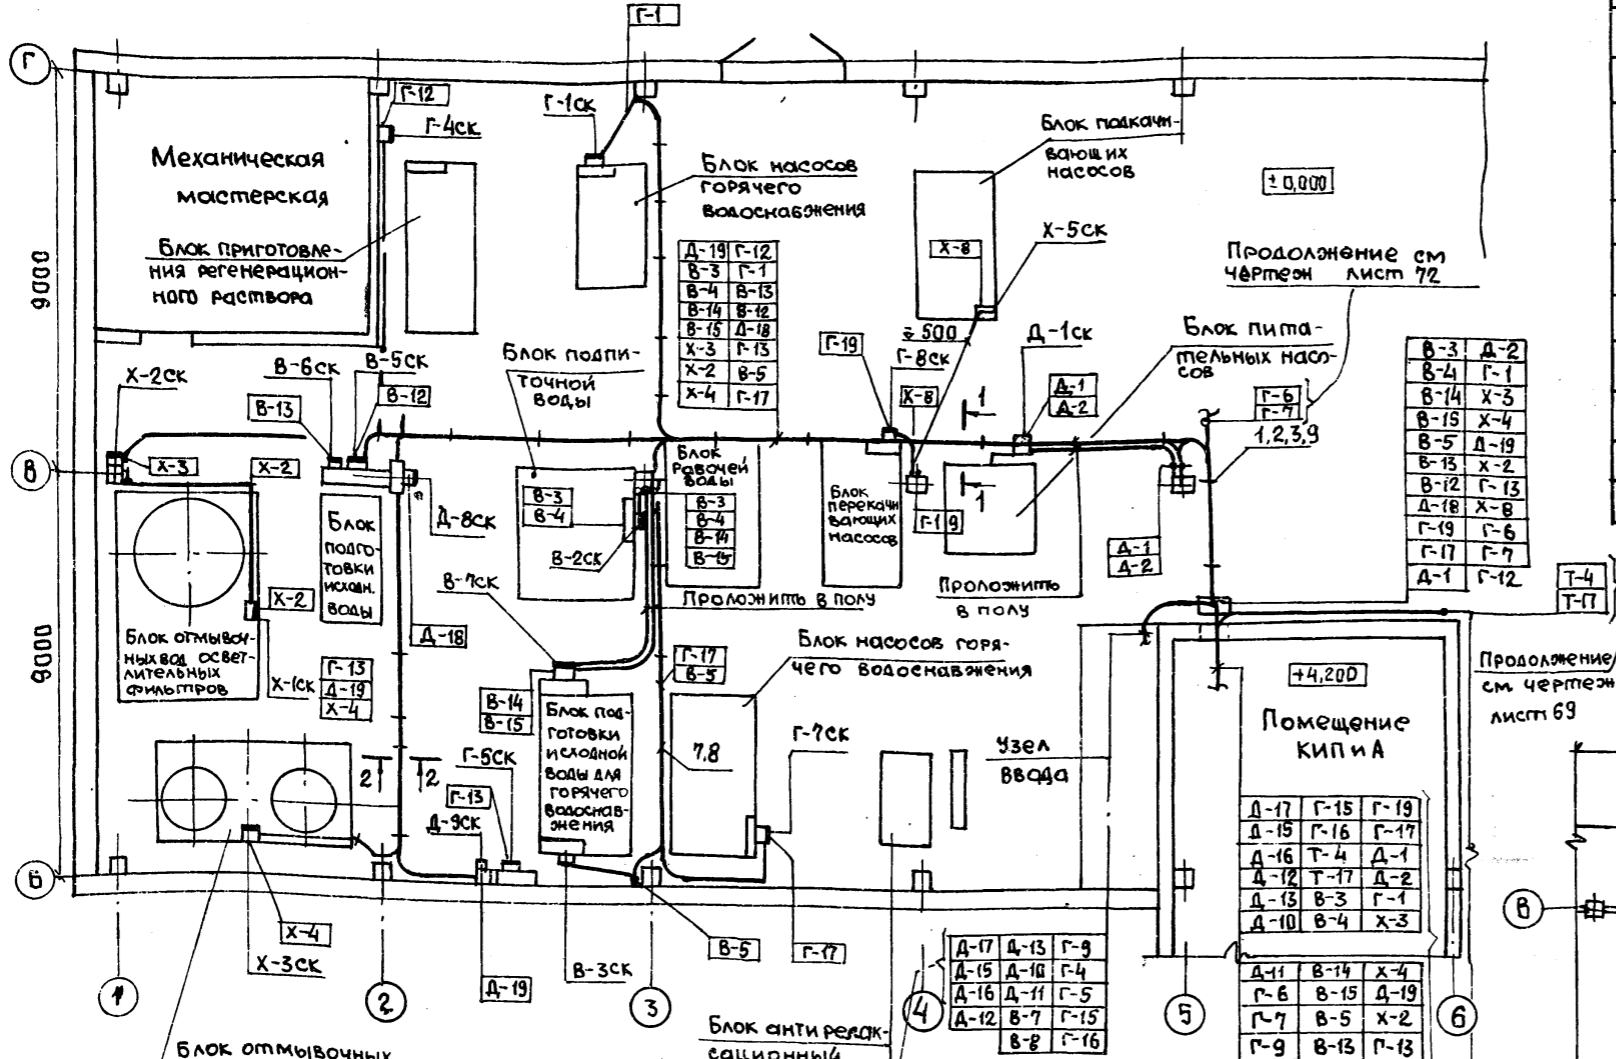 Г-1
Г
Г-12
Г-4ск
Г-1ск
Механическая
мастерская
Блок приготовле-
ния регенерацион-
ного раствора
Блок насосов
горячего
водоснабжения
Блок подкачи-
вающих
насосов
± 0,000
Х-8
Х-5ск
Продолжение см
чертеж лист 72
9000
Д-19 Г-12
В-3 Г-1
В-4 В-13
В-14 В-12
В-15 Д-18
Х-3 Г-13
Х-2 В-5
Х-4 Г-17
÷ 500
Г-19
Г-8ск
Х-8
Д-1ск
Д-1
Д-2
Блок пита-
тельных насо-
сов
Г-6
Г-7
1,2,3,9
В-3 Д-2
В-4 Г-1
В-14 Х-3
В-15 Х-4
В-5 Д-19
В-13 Х-2
В-12 Г-13
Д-18 Х-8
Г-19 Г-6
Г-17 Г-7
Д-1 Г-12
Х-2ск
В-6ск
В-5ск
В-13
В-12
Блок подпи-
точной
воды
1
1
В
Х-3
Х-2
Блок
подго-
товки
исходн.
воды
Д-8ск
В-3
В-4
В-2ск
Блок
рабочей
воды
В-3
В-4
В-14
В-15
Блок
перекачи
вающих
насосов
Г-19
Д-1
Д-2
Проложить в полу
Проложить
в полу
Т-4
Т-17
9000
Х-2
Д-18
В-7ск
Блок отмывоч-
ных вод освет-
лительных
фильтров
Х-1ск
Г-13
Д-19
Х-4
Г-17
В-5
Блок насосов горя-
чего водоснавжения
+4,200
Продолжение
см чертеж
лист 69
В-14
В-15
Блок под-
готовки
исходной
воды для
горячего
водоснаб-
жения
7,8
Г-7ск
Узел
ввода
Помещение
КИПиА
2
2
Г-5ск
Г-13
Д-9ск
Б
Д-17 Г-15 Г-19
Д-15 Г-16 Г-17
Д-16 Т-4 Д-1
Д-12 Т-17 Д-2
Д-13 В-3 Г-1
Д-10 В-4 Х-3
В
Х-4
Х-3ск
Д-19
В-3ск
В-5
Г-17
Д-17 Д-13 Г-9
Д-15 Д-10 Г-4
Д-16 Д-11 Г-5
Д-12 В-7 Г-15
В-8 Г-16
Д-11 В-14 Х-4
Г-6 В-15 Д-19
Г-7 В-5 Х-2
Г-9 В-13 Г-13
1
2
3
4
5
6
Блок отмывочных
Блок антирелак-
сационный